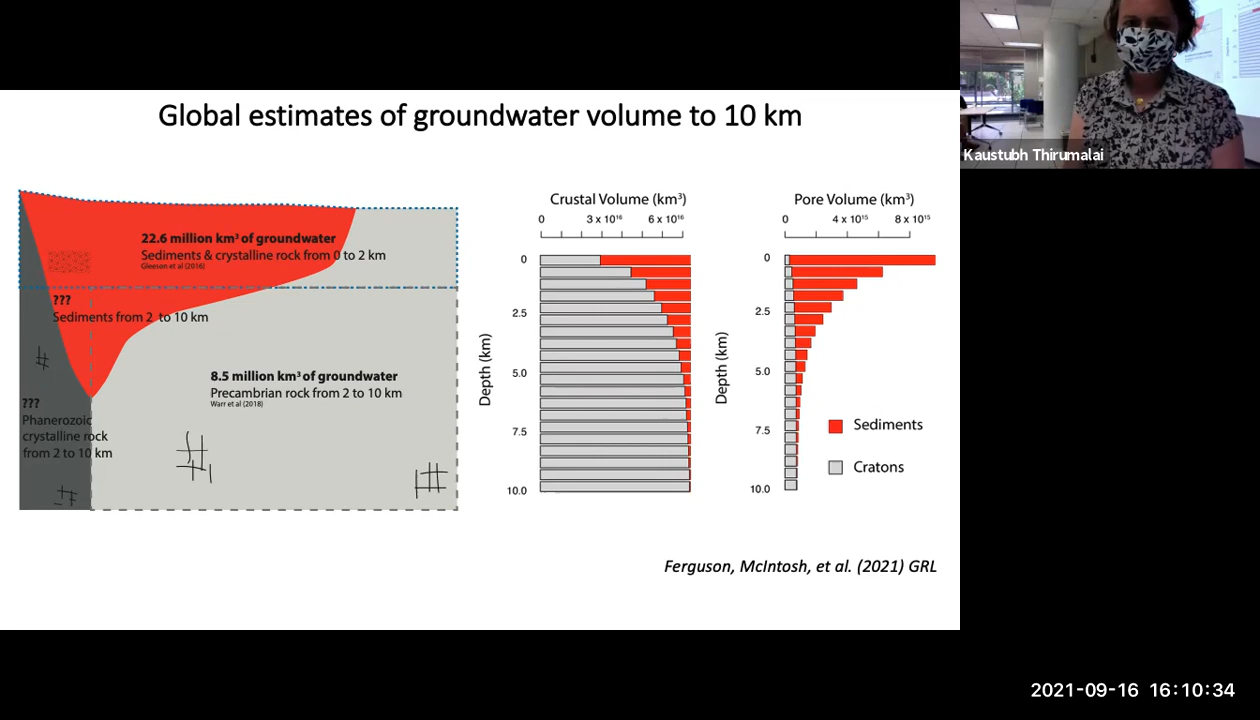 Global estimates of groundwater volume to 10 km
Kaustubh Thirumalai
22.6 million km³ of groundwater
Sediments & crystalline rock from 0 to 2 km
Gleeson et al (2016)
???
Sediments from 2 to 10 km
8.5 million km³ of groundwater
Precambrian rock from 2 to 10 km
Warr et al (2018)
???
Phanerozoic
crystalline rock
from 2 to 10 km
Crustal Volume (km³)
0 3 x 10¹⁶ 6 x 10¹⁶
Depth (km)
0
2.5
5.0
7.5
10.0
Pore Volume (km³)
0 4 x 10¹⁵ 8 x 10¹⁵
Depth (km)
0
2.5
5.0
7.5
10.0
Sediments
Cratons
Ferguson, McIntosh, et al. (2021) GRL
2021-09-16 16:10:34